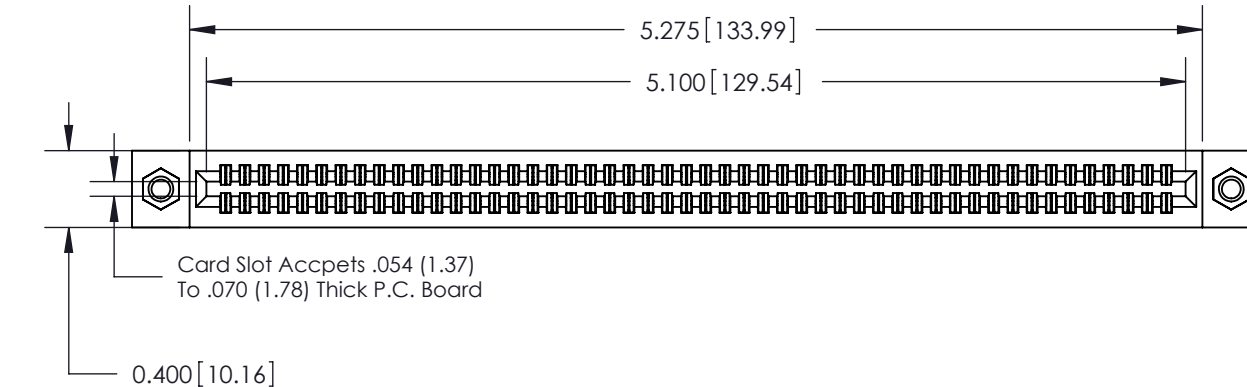 5.275[133.99]
5.100[129.54]
Card Slot Accpets .054 (1.37)
To .070 (1.78) Thick P.C. Board
0.400[10.16]